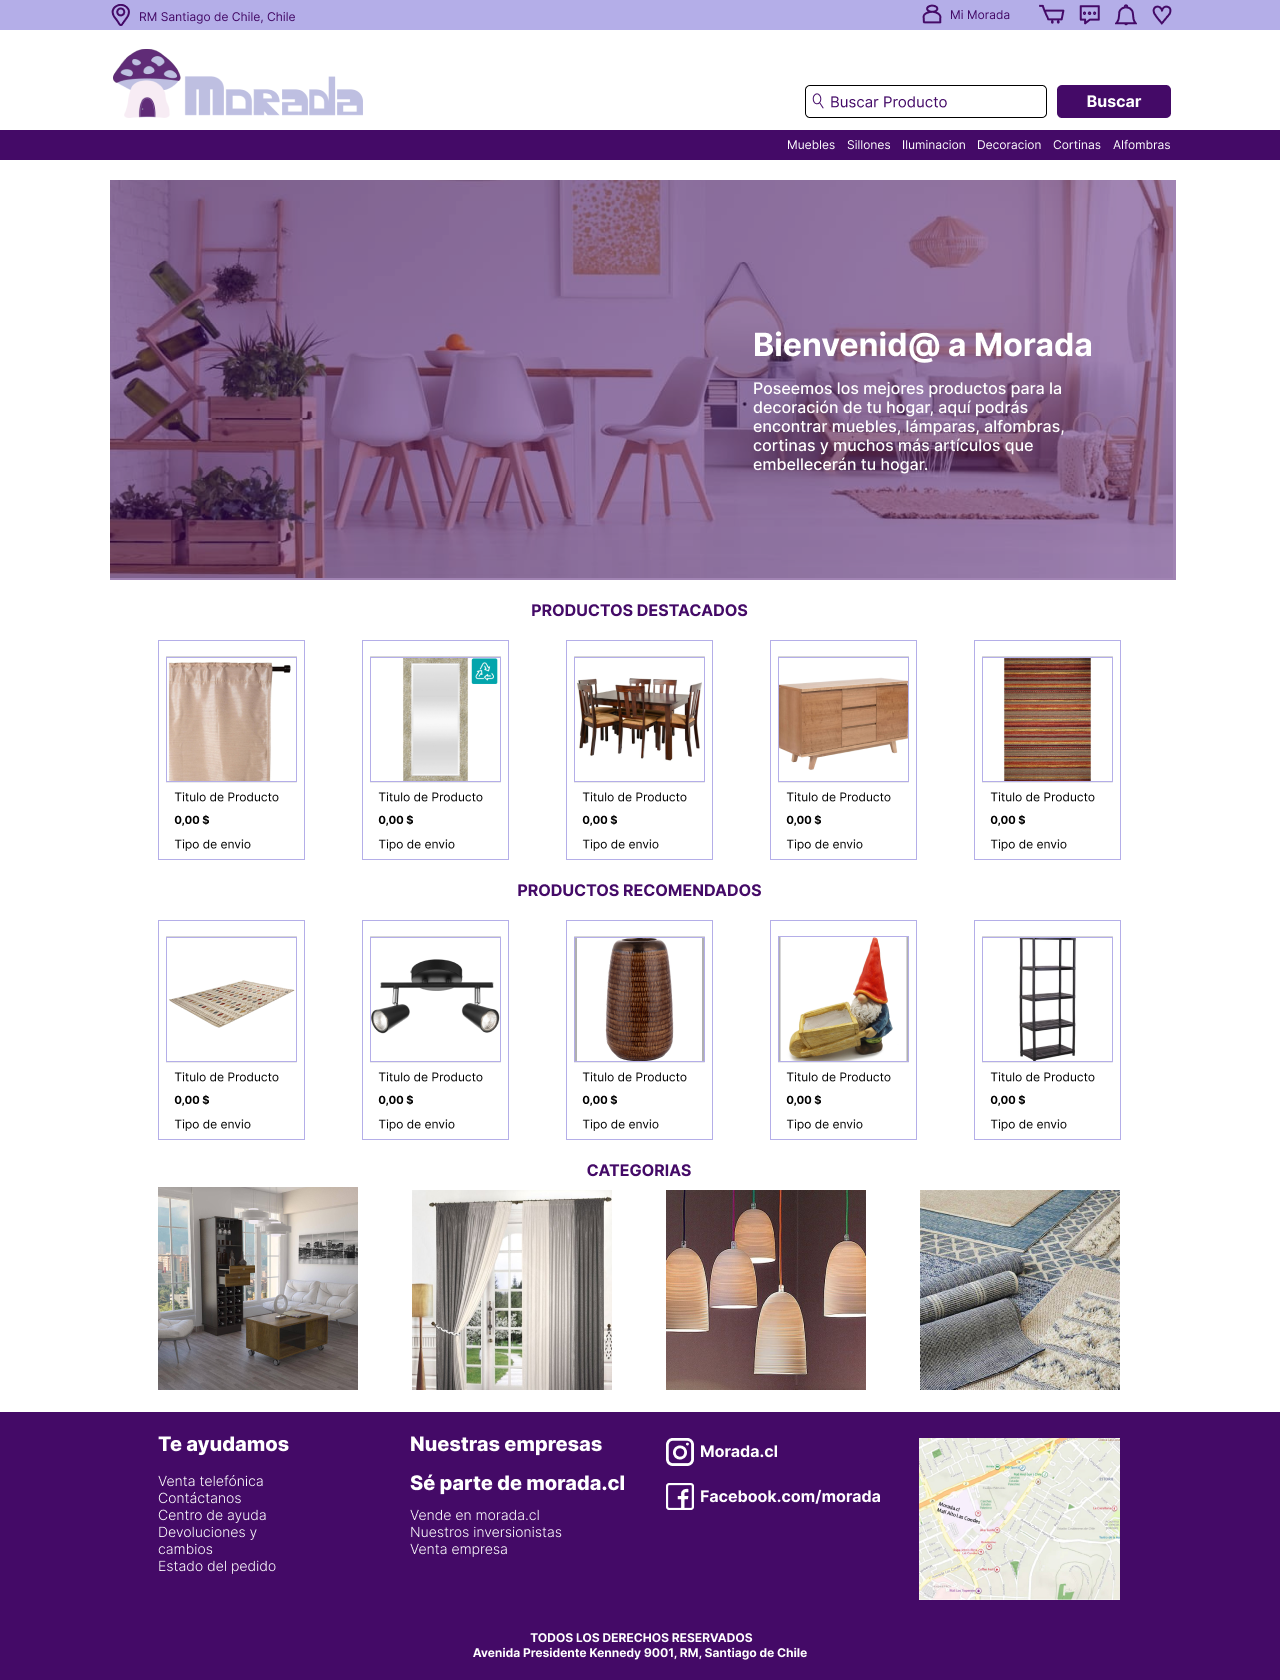 RM Santiago de Chile, Chile
Mi Morada
Morada
Buscar Producto
Buscar
Muebles Sillones Iluminacion Decoracion Cortinas Alfombras
Bienvenid@ a Morada
Poseemos los mejores productos para la
decoración de tu hogar, aquí podrás
encontrar muebles, lámparas, alfombras,
cortinas y muchos más artículos que
embellecerán tu hogar.
PRODUCTOS DESTACADOS
Titulo de Producto
0,00 $
Tipo de envio
Titulo de Producto
0,00 $
Tipo de envio
Titulo de Producto
0,00 $
Tipo de envio
Titulo de Producto
0,00 $
Tipo de envio
Titulo de Producto
0,00 $
Tipo de envio
PRODUCTOS RECOMENDADOS
Titulo de Producto
0,00 $
Tipo de envio
Titulo de Producto
0,00 $
Tipo de envio
Titulo de Producto
0,00 $
Tipo de envio
Titulo de Producto
0,00 $
Tipo de envio
Titulo de Producto
0,00 $
Tipo de envio
CATEGORIAS
Te ayudamos
Venta telefónica
Contáctanos
Centro de ayuda
Devoluciones y
cambios
Estado del pedido
Nuestras empresas
Sé parte de morada.cl
Vende en morada.cl
Nuestros inversionistas
Venta empresa
Morada.cl
Facebook.com/morada
Morada.cl
Mall Alto Las Condes
TODOS LOS DERECHOS RESERVADOS
Avenida Presidente Kennedy 9001, RM, Santiago de Chile